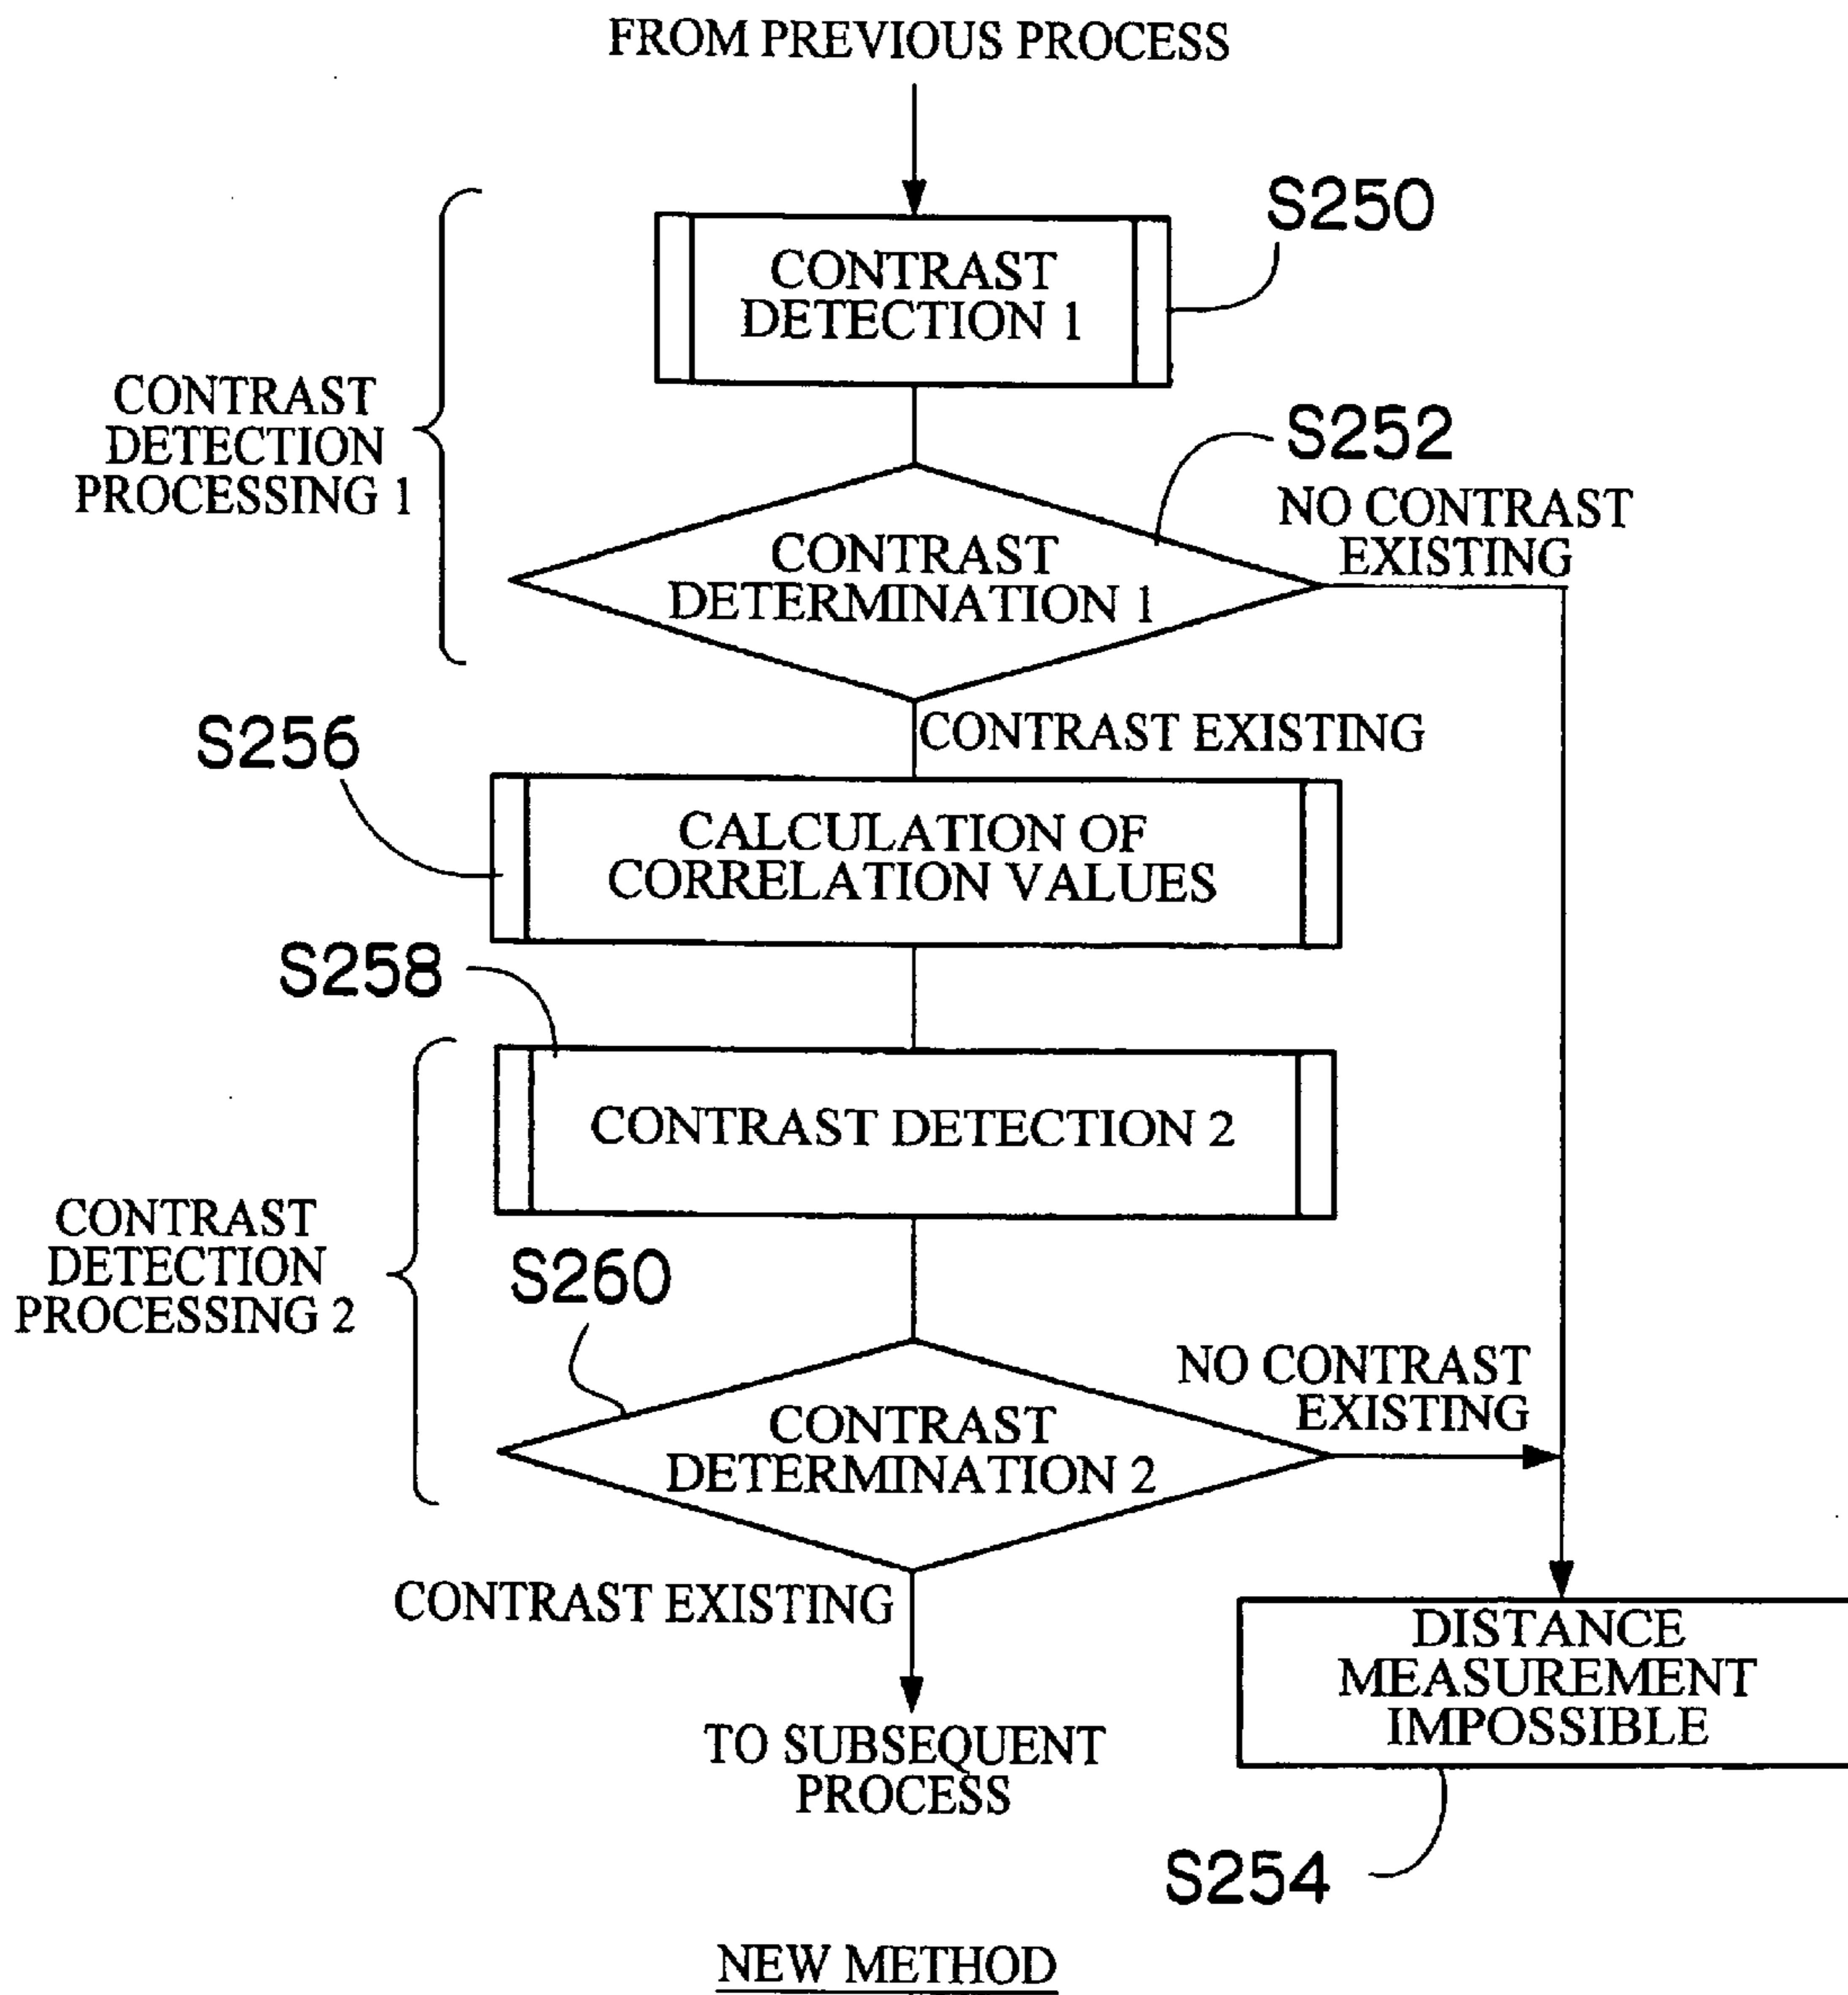 FROM PREVIOUS PROCESS
S250
CONTRAST
DETECTION 1
CONTRAST
DETECTION
PROCESSING 1
S252
NO CONTRAST
EXISTING
CONTRAST
DETERMINATION 1
CONTRAST EXISTING
S256
CALCULATION OF
CORRELATION VALUES
S258
CONTRAST DETECTION 2
CONTRAST
DETECTION
PROCESSING 2
S260
NO CONTRAST
EXISTING
CONTRAST
DETERMINATION 2
CONTRAST EXISTING
DISTANCE
MEASUREMENT
IMPOSSIBLE
TO SUBSEQUENT
PROCESS
S254
NEW METHOD